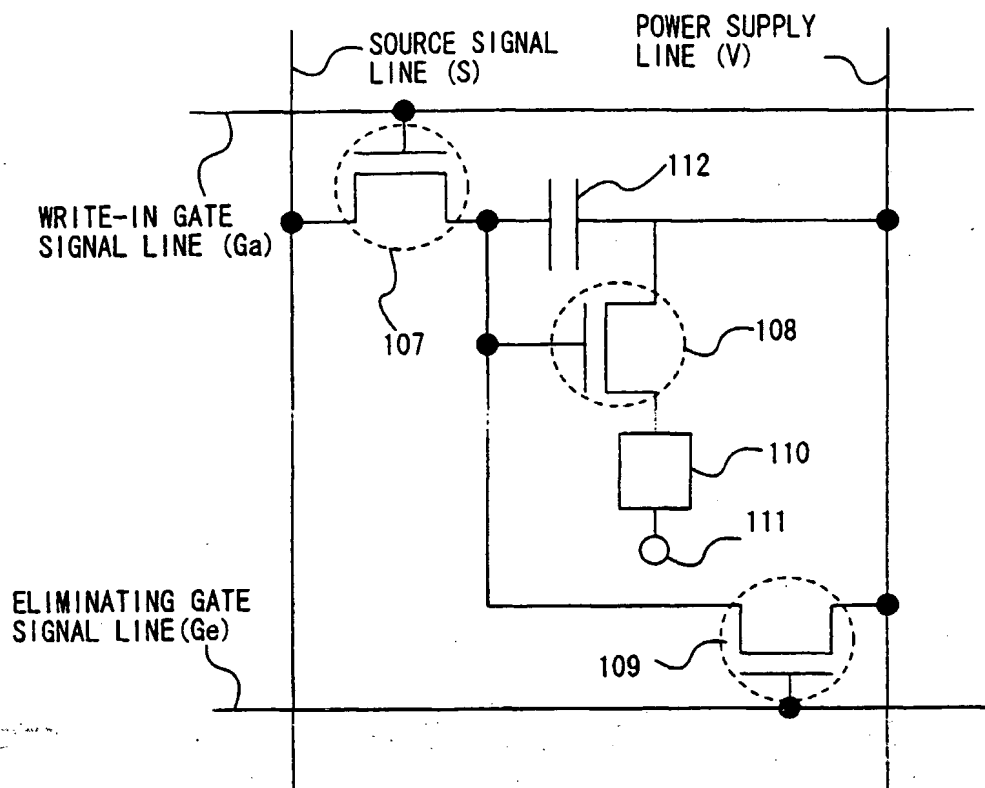 SOURCE SIGNAL
LINE (S)
POWER SUPPLY
LINE (V)
112
WRITE-IN GATE
SIGNAL LINE (Ga)
107
108
110
111
ELIMINATING GATE
SIGNAL LINE(Ge)
109